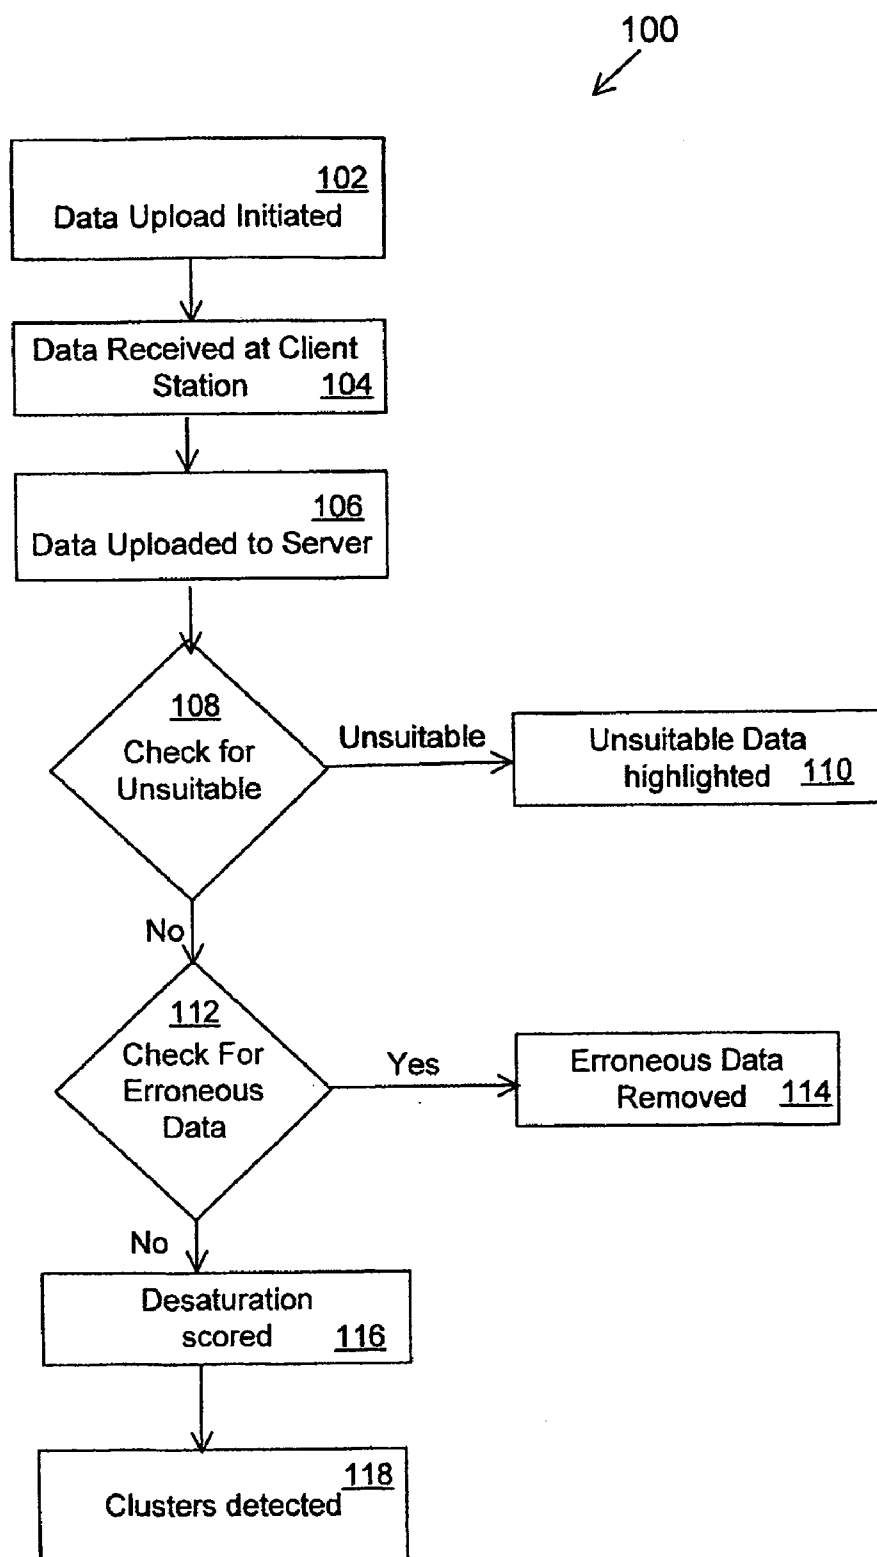 100
102
Data Upload Initiated
Data Received at Client
Station 104
106
Data Uploaded to Server
108
Check for
Unsuitable
Unsuitable
Unsuitable Data
highlighted 110
No
112
Check For
Erroneous
Data
Yes
Erroneous Data
Removed 114
No
Desaturation
scored 116
118
Clusters detected